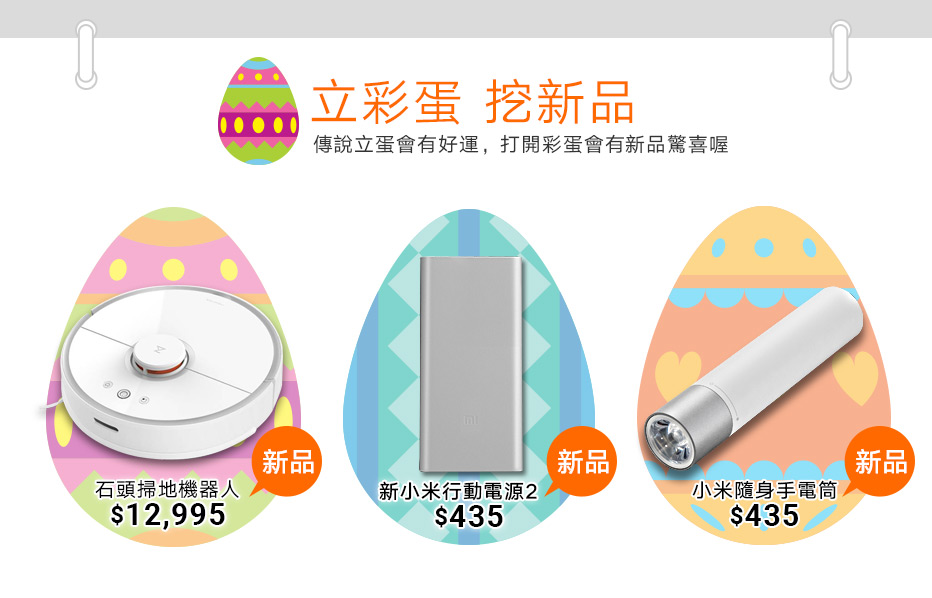 立彩蛋 挖新品
傳說立蛋會有好運，打開彩蛋會有新品驚喜喔
新品
石頭掃地機器人
$12,995
新品
新小米行動電源2
$435
新品
小米隨身手電筒
$435